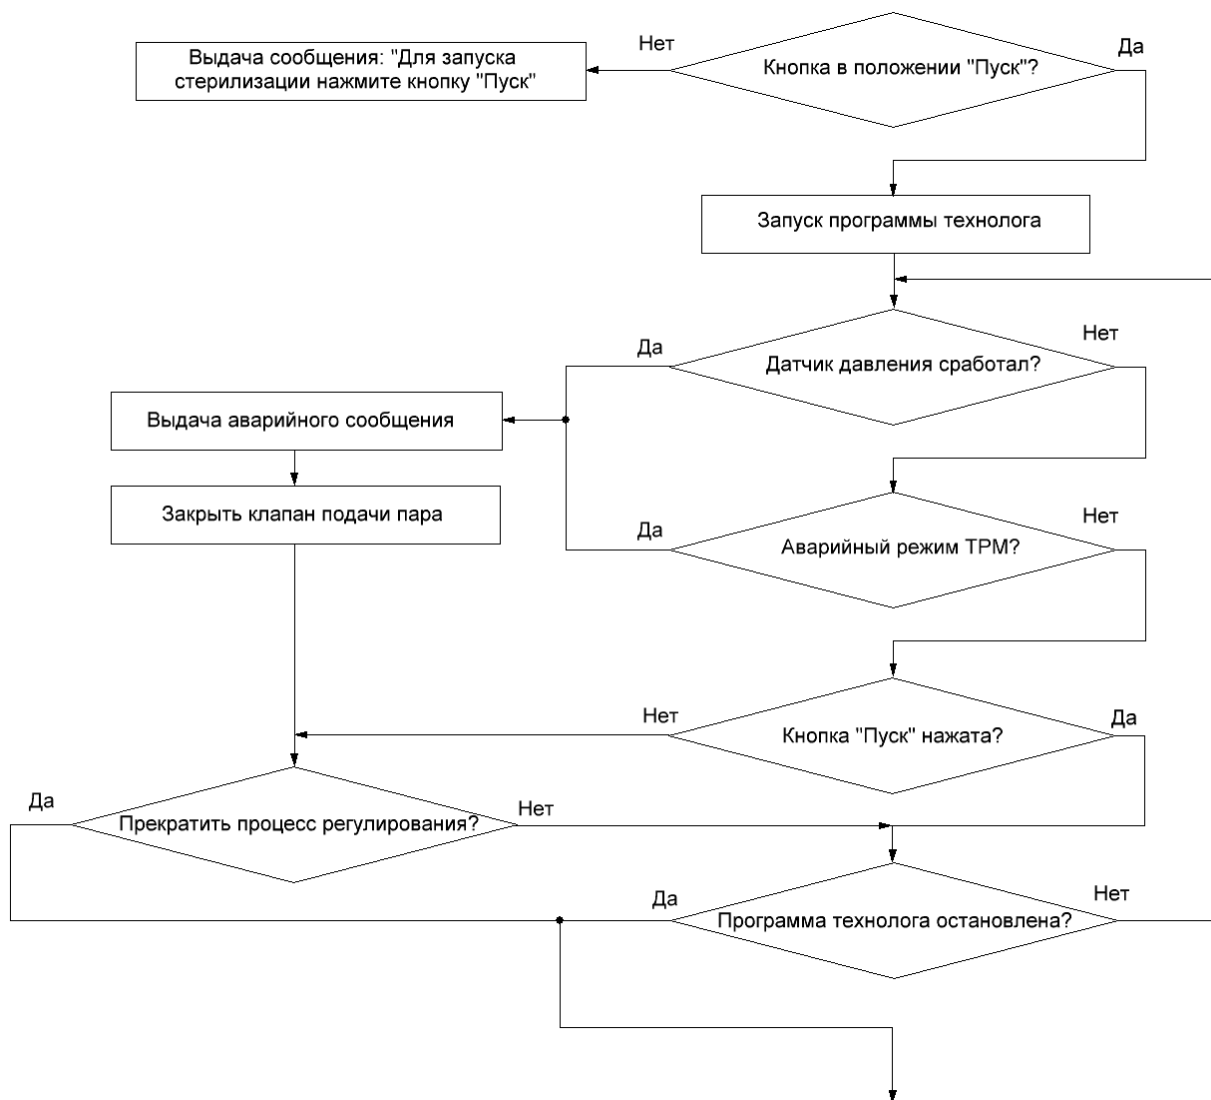 Нет
Да
Выдача сообщения: "Для запуска
стерилизации нажмите кнопку "Пуск"
Кнопка в положении "Пуск"?
Запуск программы технолога
Да
Нет
Датчик давления сработал?
Выдача аварийного сообщения
Закрыть клапан подачи пара
Да
Нет
Аварийный режим ТРМ?
Нет
Да
Кнопка "Пуск" нажата?
Да
Нет
Прекратить процесс регулирования?
Да
Нет
Программа технолога остановлена?